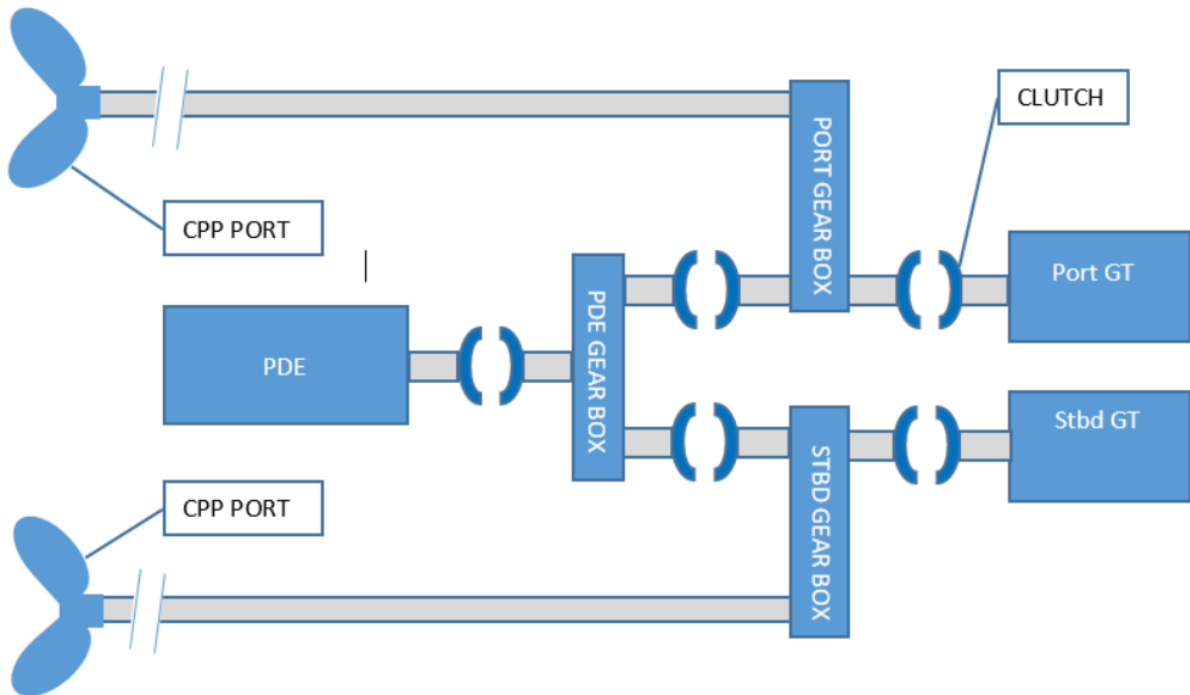 CLUTCH
PORT GEAR BOX
CPP PORT
Port GT
PDE GEAR BOX
PDE
Stbd GT
STBD GEAR BOX
CPP PORT